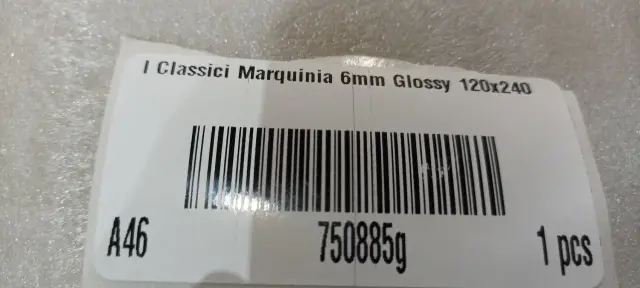 I Classici Marquinia 6mm Glossy 120x240
A46 750885g 1 pcs